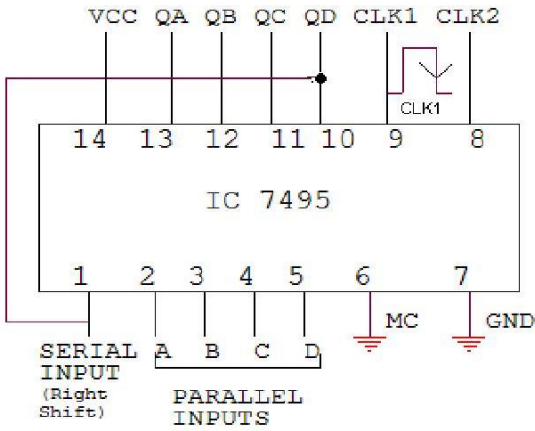 VCC QA QB QC QD CLK1 CLK2
CLK1
14 13 12 11 10 9 8
IC 7495
1 2 3 4 5 6 7
MC GND
SERIAL A B C D
INPUT
(Right
Shift)
PARALLEL
INPUTS